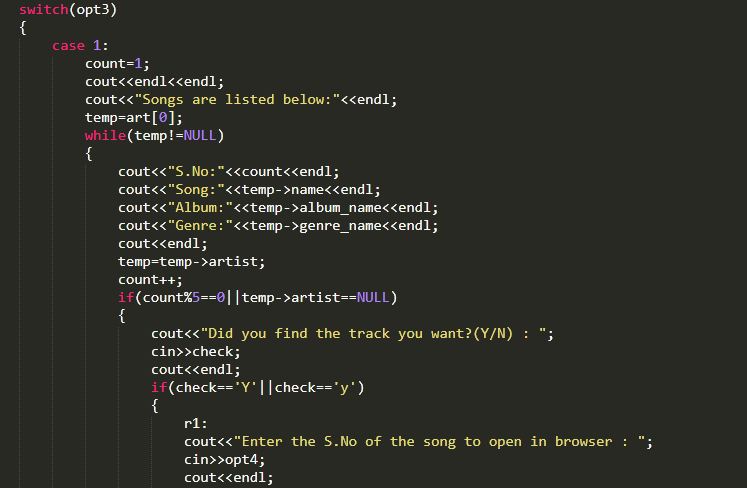 switch(opt3)
{
case 1:
count=1;
cout<<endl<<endl;
cout<<"Songs are listed below:"<<endl;
temp=art[0];
while(temp!=NULL)
{
cout<<"S.No:"<<count<<endl;
cout<<"Song:"<<temp->name<<endl;
cout<<"Album:"<<temp->album_name<<endl;
cout<<"Genre:"<<temp->genre_name<<endl;
cout<<endl;
temp=temp->artist;
count++;
if(count%5==0||temp->artist==NULL)
{
cout<<"Did you find the track you want?(Y/N) : ";
cin>>check;
cout<<endl;
if(check=='Y'||check=='y')
{
r1:
cout<<"Enter the S.No of the song to open in browser : ";
cin>>opt4;
cout<<endl;